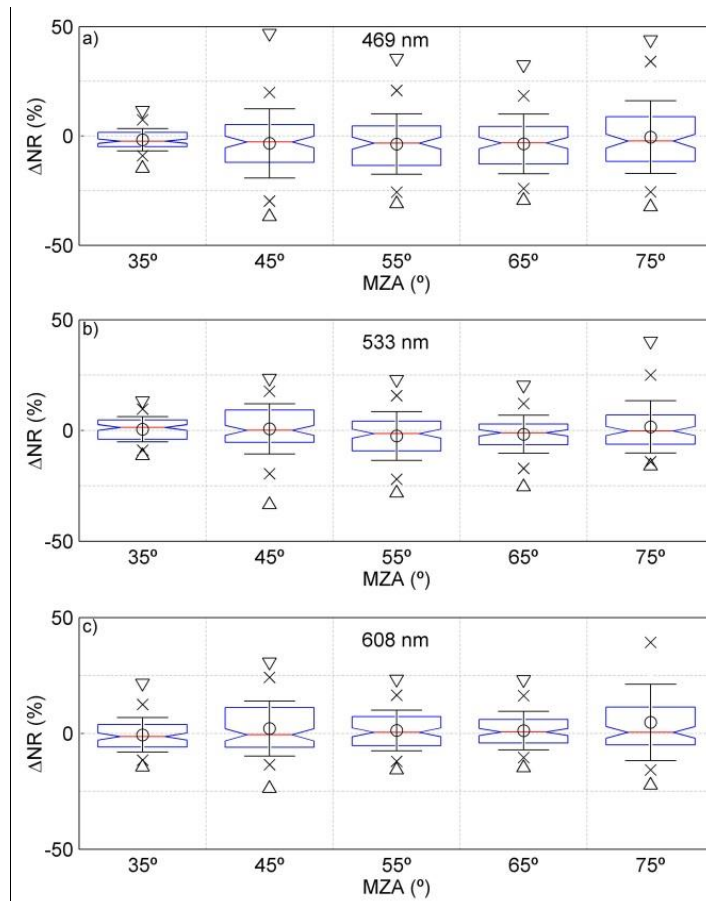 a)
469 nm
50
0
-50
ΔNR (%)
35º 45º 55º 65º 75º
MZA (º)
b)
533 nm
50
0
-50
ΔNR (%)
35º 45º 55º 65º 75º
MZA (º)
c)
608 nm
50
0
-50
ΔNR (%)
35º 45º 55º 65º 75º
MZA (º)